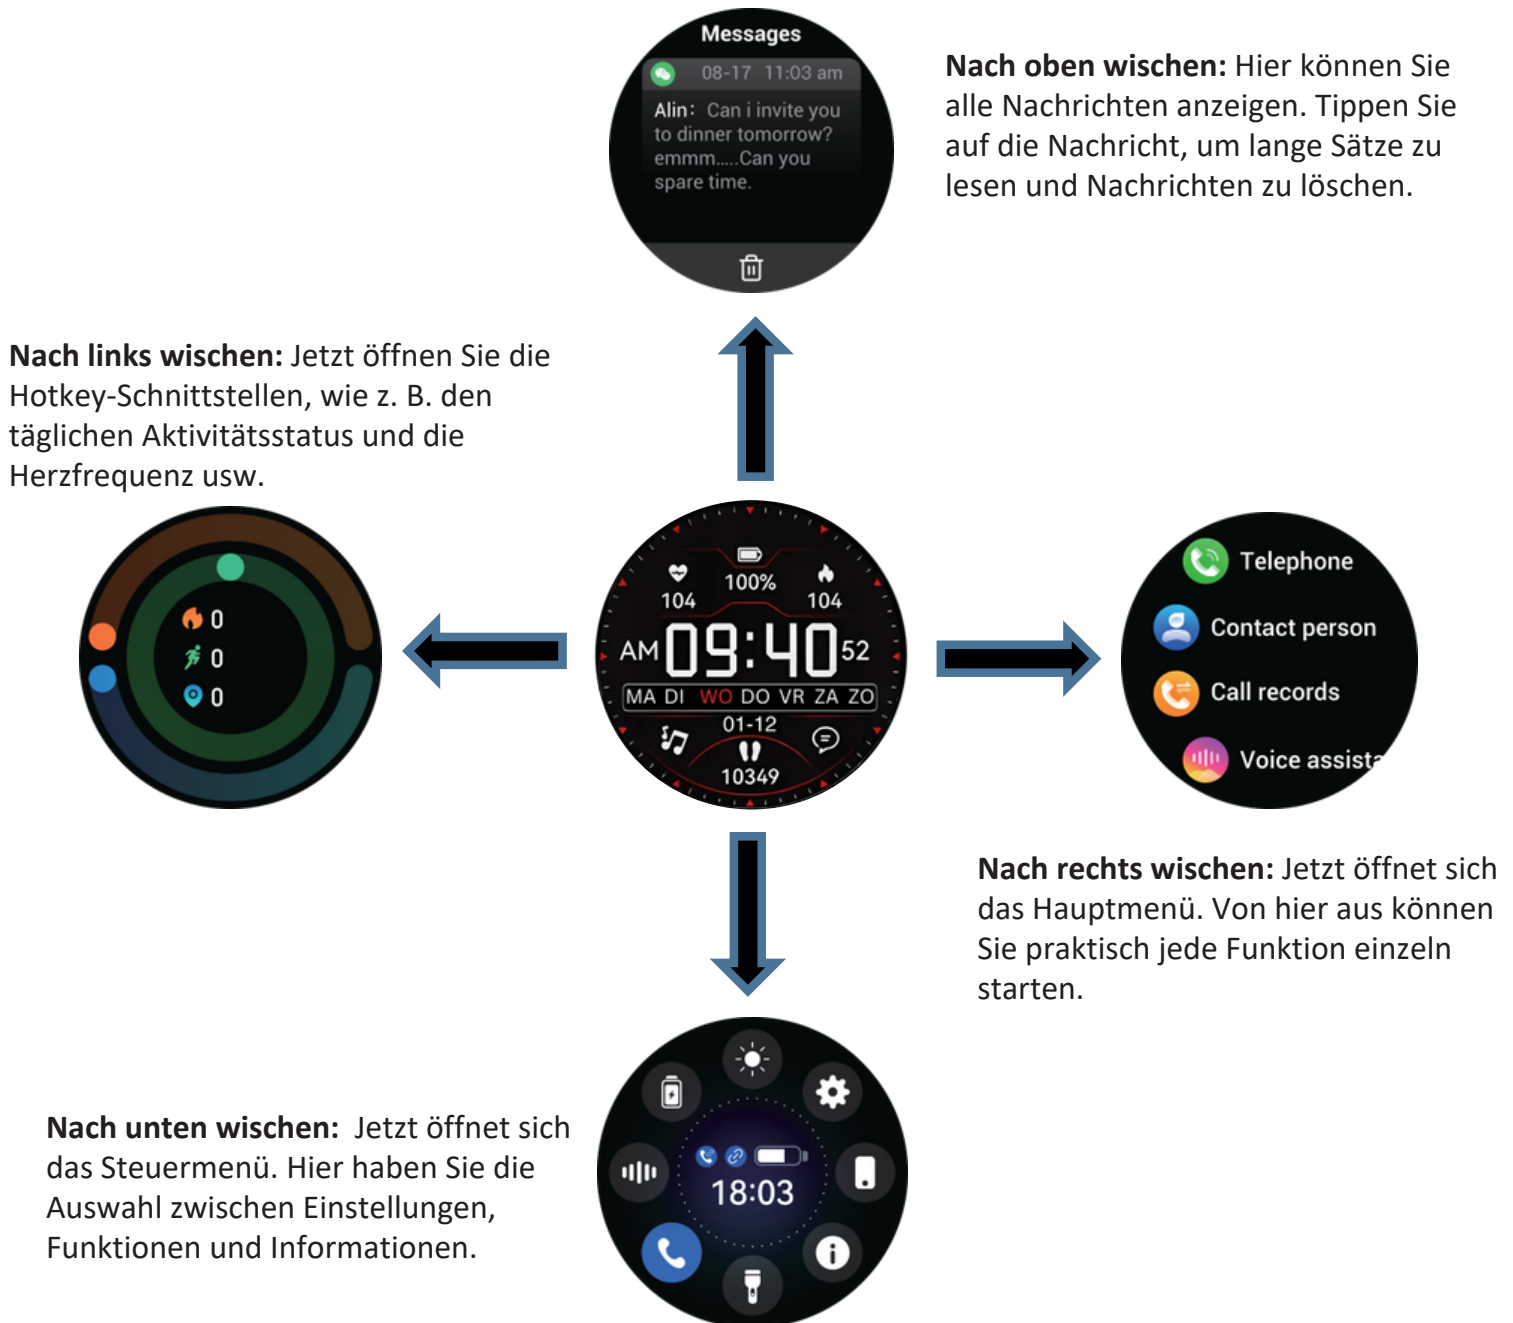 Messages
08-17 11:03 am
Alin: Can i invite you
to dinner tomorrow?
emmm.....Can you
spare time.
Nach oben wischen: Hier können Sie
alle Nachrichten anzeigen. Tippen Sie
auf die Nachricht, um lange Sätze zu
lesen und Nachrichten zu löschen.
Nach links wischen: Jetzt öffnen Sie die
Hotkey-Schnittstellen, wie z. B. den
täglichen Aktivitätsstatus und die
Herzfrequenz usw.
0
0
0
100%
104
104
AM 09:40 52
MA DI WO DO VR ZA ZO
01-12
10349
Telephone
Contact person
Call records
Voice assista
Nach rechts wischen: Jetzt öffnet sich
das Hauptmenü. Von hier aus können
Sie praktisch jede Funktion einzeln
starten.
Nach unten wischen: Jetzt öffnet sich
das Steuermenü. Hier haben Sie die
Auswahl zwischen Einstellungen,
Funktionen und Informationen.
18:03